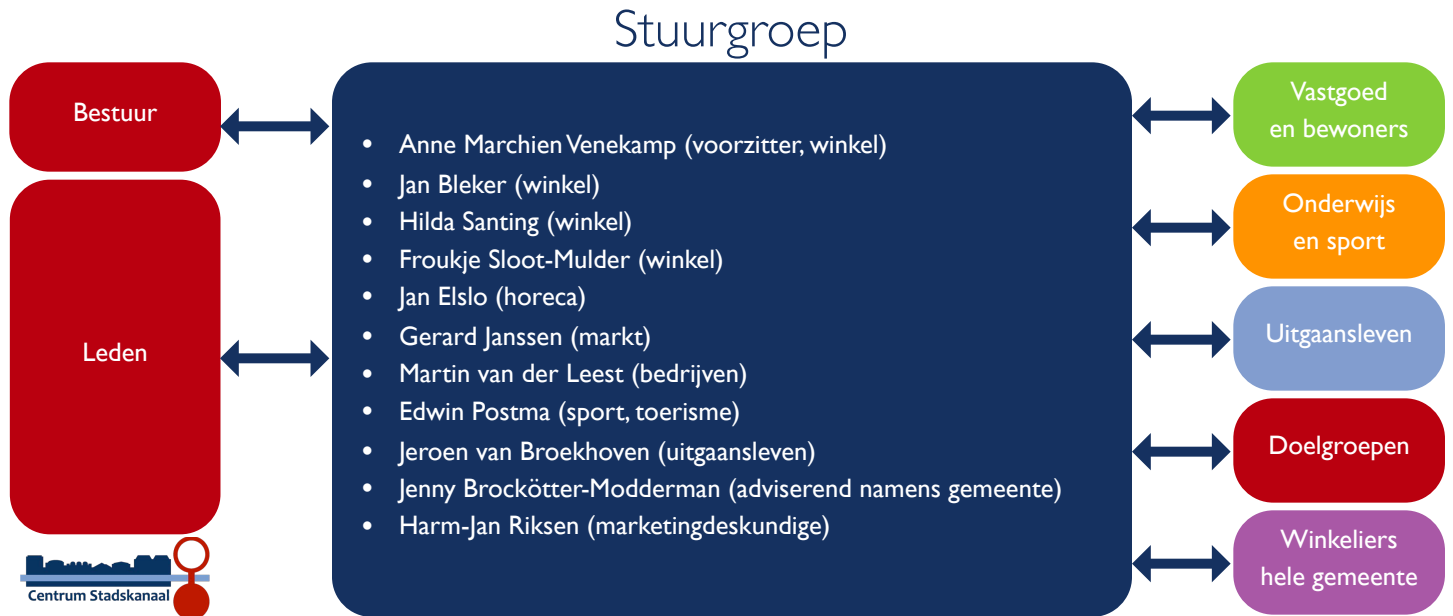 Stuurgroep
Bestuur
Leden
• Anne Marchien Venekamp (voorzitter, winkel)
• Jan Bleker (winkel)
• Hilda Santing (winkel)
• Froukje Sloot-Mulder (winkel)
• Jan Elslo (horeca)
• Gerard Janssen (markt)
• Martin van der Leest (bedrijven)
• Edwin Postma (sport, toerisme)
• Jeroen van Broekhoven (uitgaansleven)
• Jenny Brockötter-Modderman (adviserend namens gemeente)
• Harm-Jan Riksen (marketingdeskundige)
Vastgoed
en bewoners
Onderwijs
en sport
Uitgaansleven
Doelgroepen
Winkeliers
hele gemeente
Centrum Stadskanaal